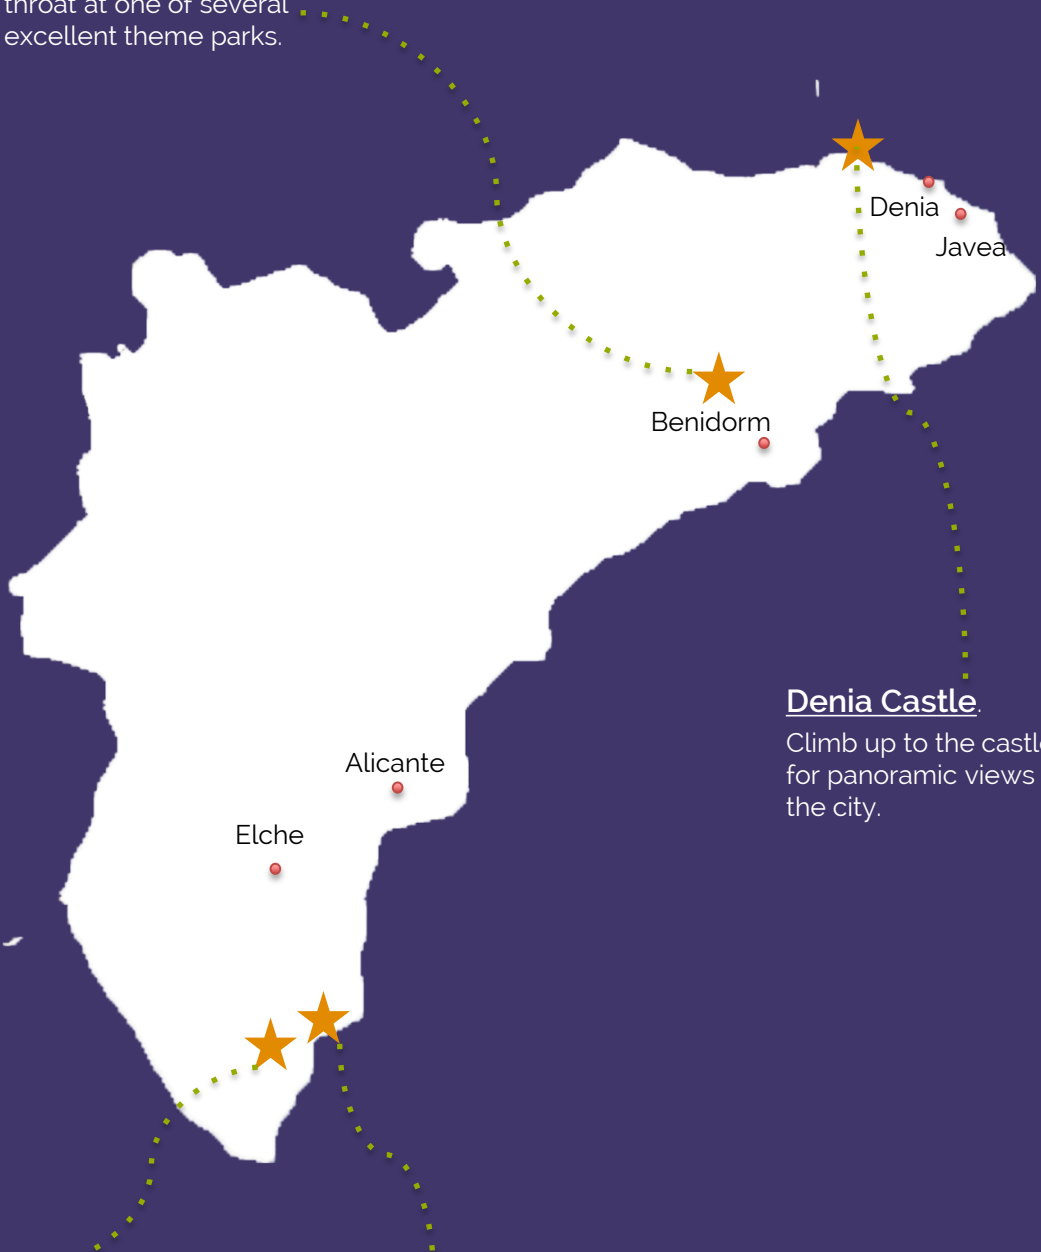 throat at one of several
excellent theme parks.
Denia
Javea
Benidorm
Denia Castle.
Climb up to the castle
for panoramic views
the city.
Alicante
Elche